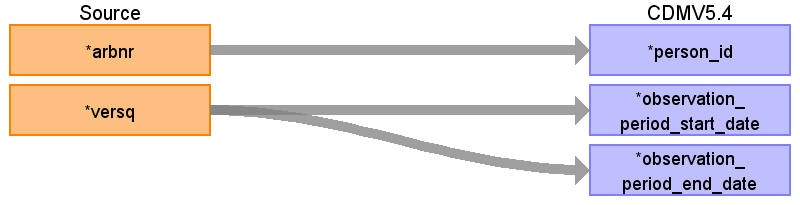 Source
CDMV5.4
*arbnr
*person_id
*versq
*observation_
period_start_date
*observation_
period_end_date